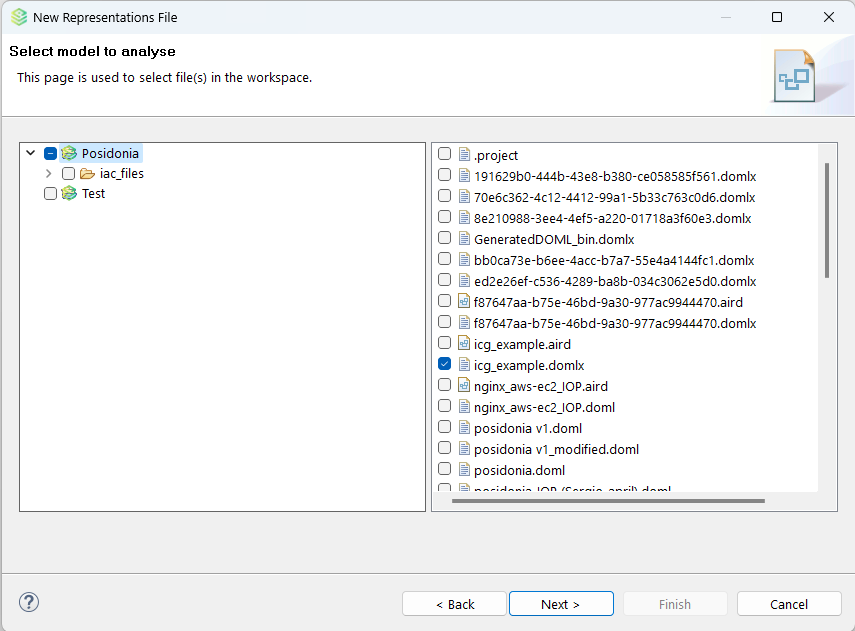 New Representations File
Select model to analyse
This page is used to select file(s) in the workspace.
Posidonia
iac_files
Test
.project
191629b0-444b-43e8-b380-ce058585f561.domlx
70e6c362-4c12-4412-99a1-5b33c763c0d6.domlx
8e210988-3ee4-4ef5-a220-01718a3f60e3.domlx
GeneratedDOML_bin.domlx
bb0ca73e-b6ee-4acc-b7a7-55e4a4144fc1.domlx
ed2e26ef-c536-4289-ba8b-034c3062e5d0.domlx
f87647aa-b75e-46bd-9a30-977ac9944470.aird
f87647aa-b75e-46bd-9a30-977ac9944470.domlx
icg_example.aird
icg_example.domlx
nginx_aws-ec2_IOP.aird
nginx_aws-ec2_IOP.doml
posidonia v1.doml
posidonia v1_modified.doml
posidonia.doml
posidonia_IOP (Sergio_april).doml
?
< Back
Next >
Finish
Cancel